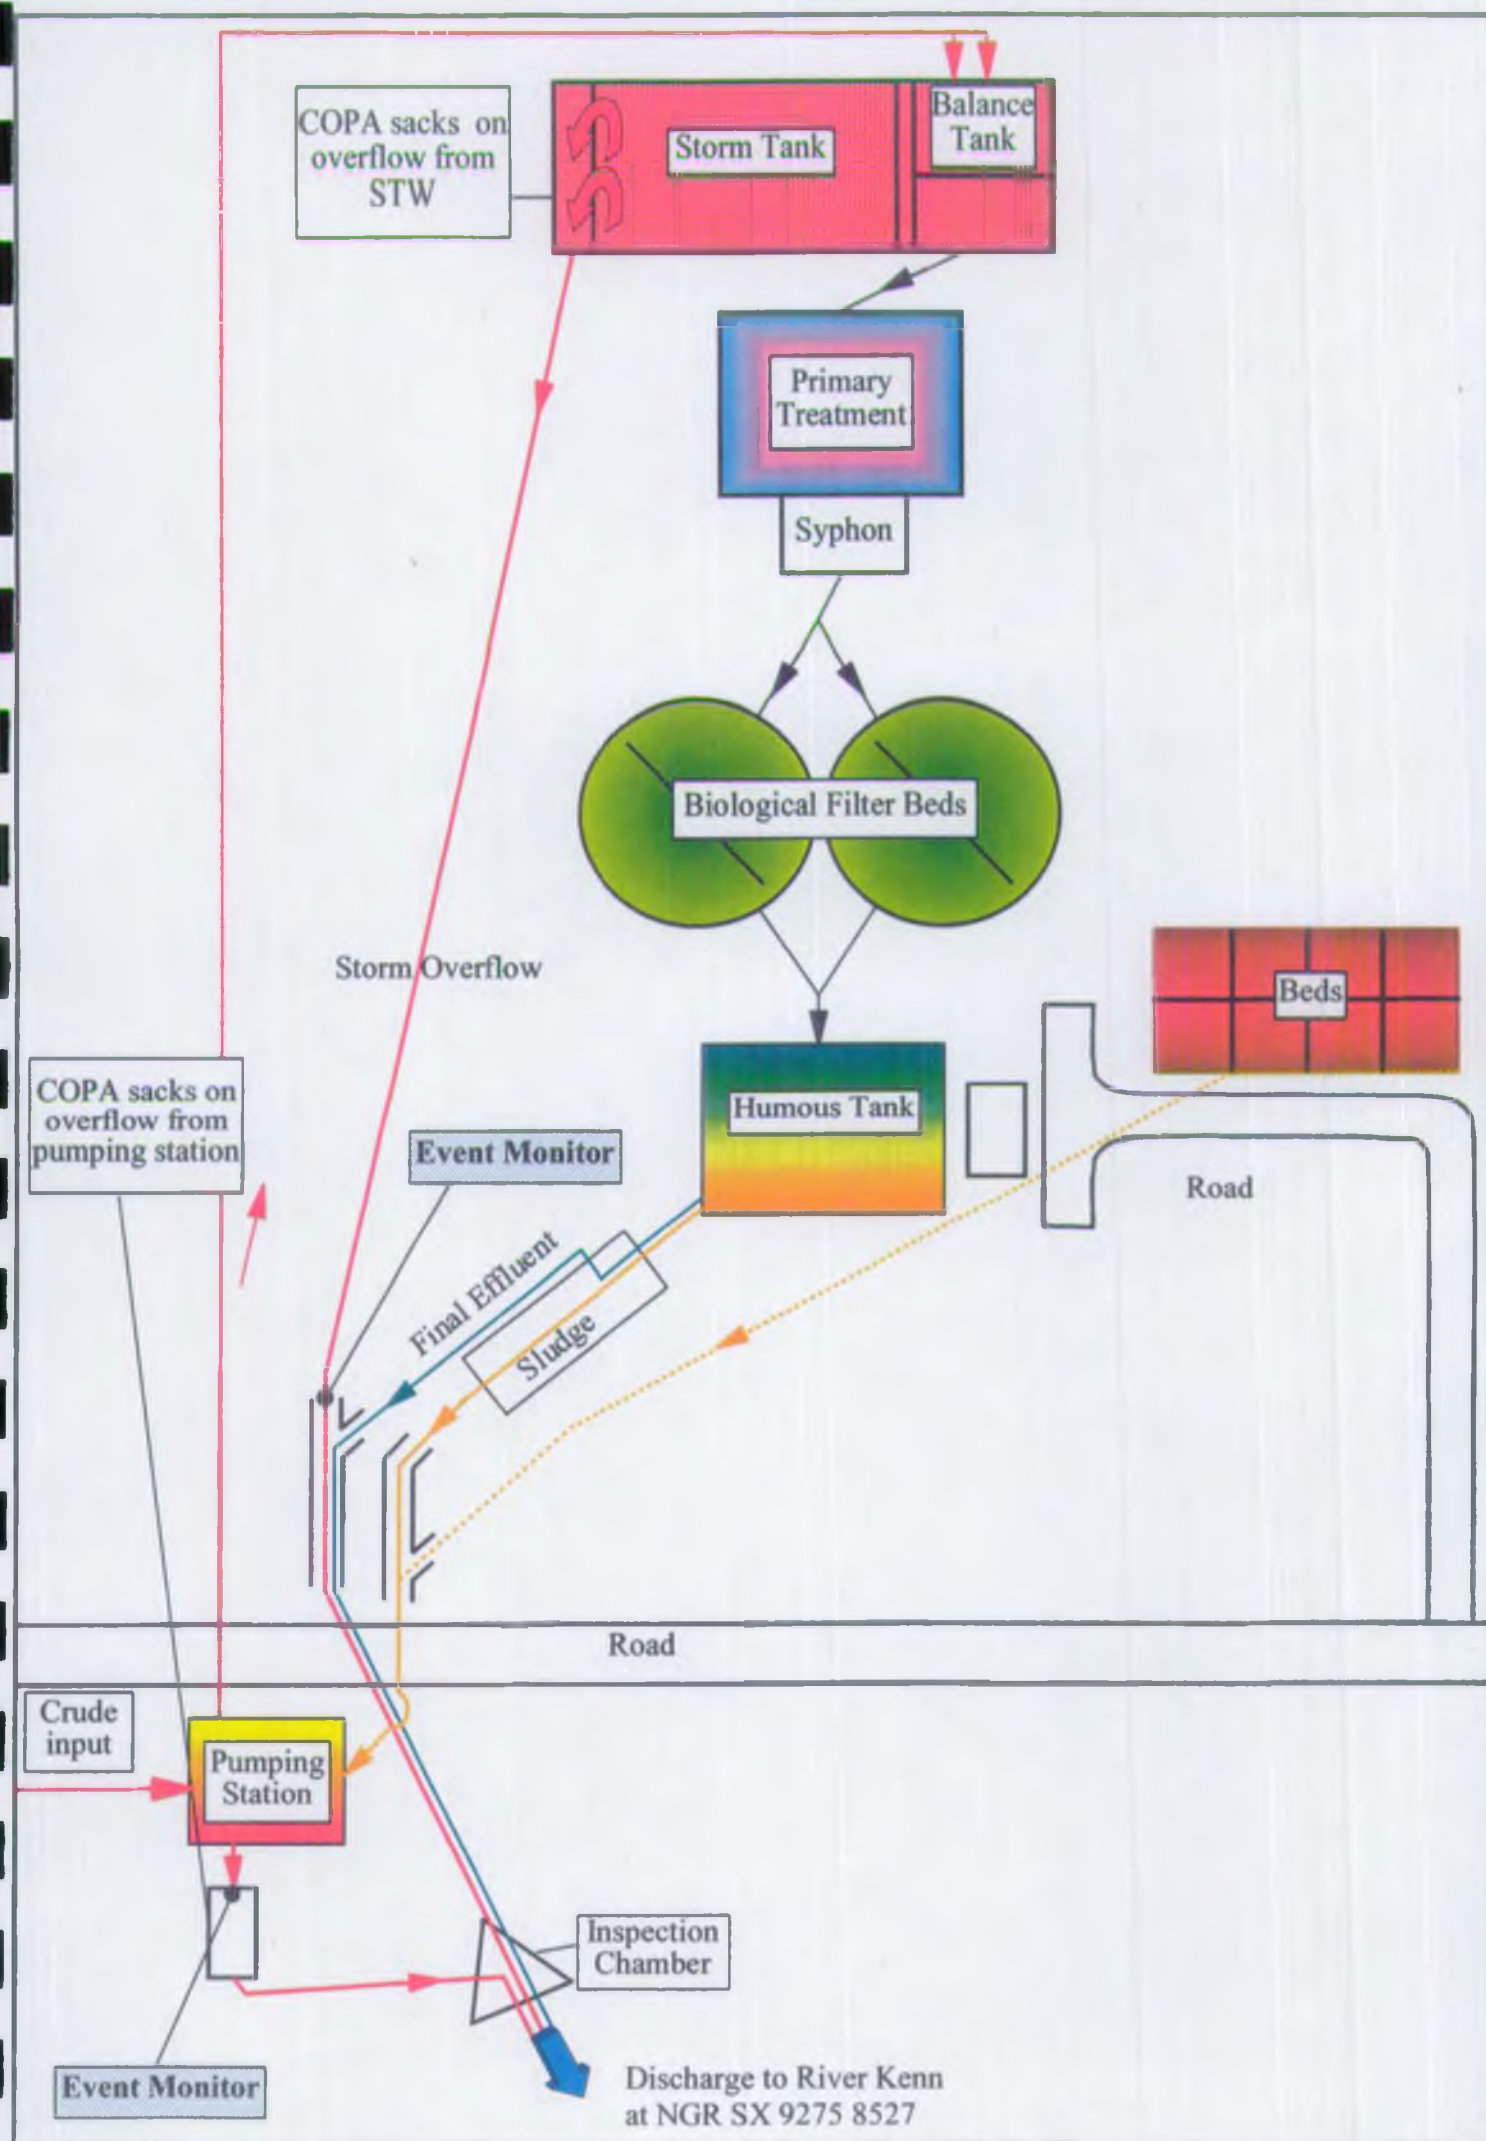 COPA sacks on
overflow from
STW
Storm Tank
Balance
Tank
Primary
Treatment
Syphon
Biological Filter Beds
Storm Overflow
Beds
COPA sacks on
overflow from
pumping station
Humous Tank
Event Monitor
Road
Final Effluent
Sludge
Road
Crude
input
Pumping
Station
Inspection
Chamber
Event Monitor
Discharge to River Kenn
at NGR SX 9275 8527